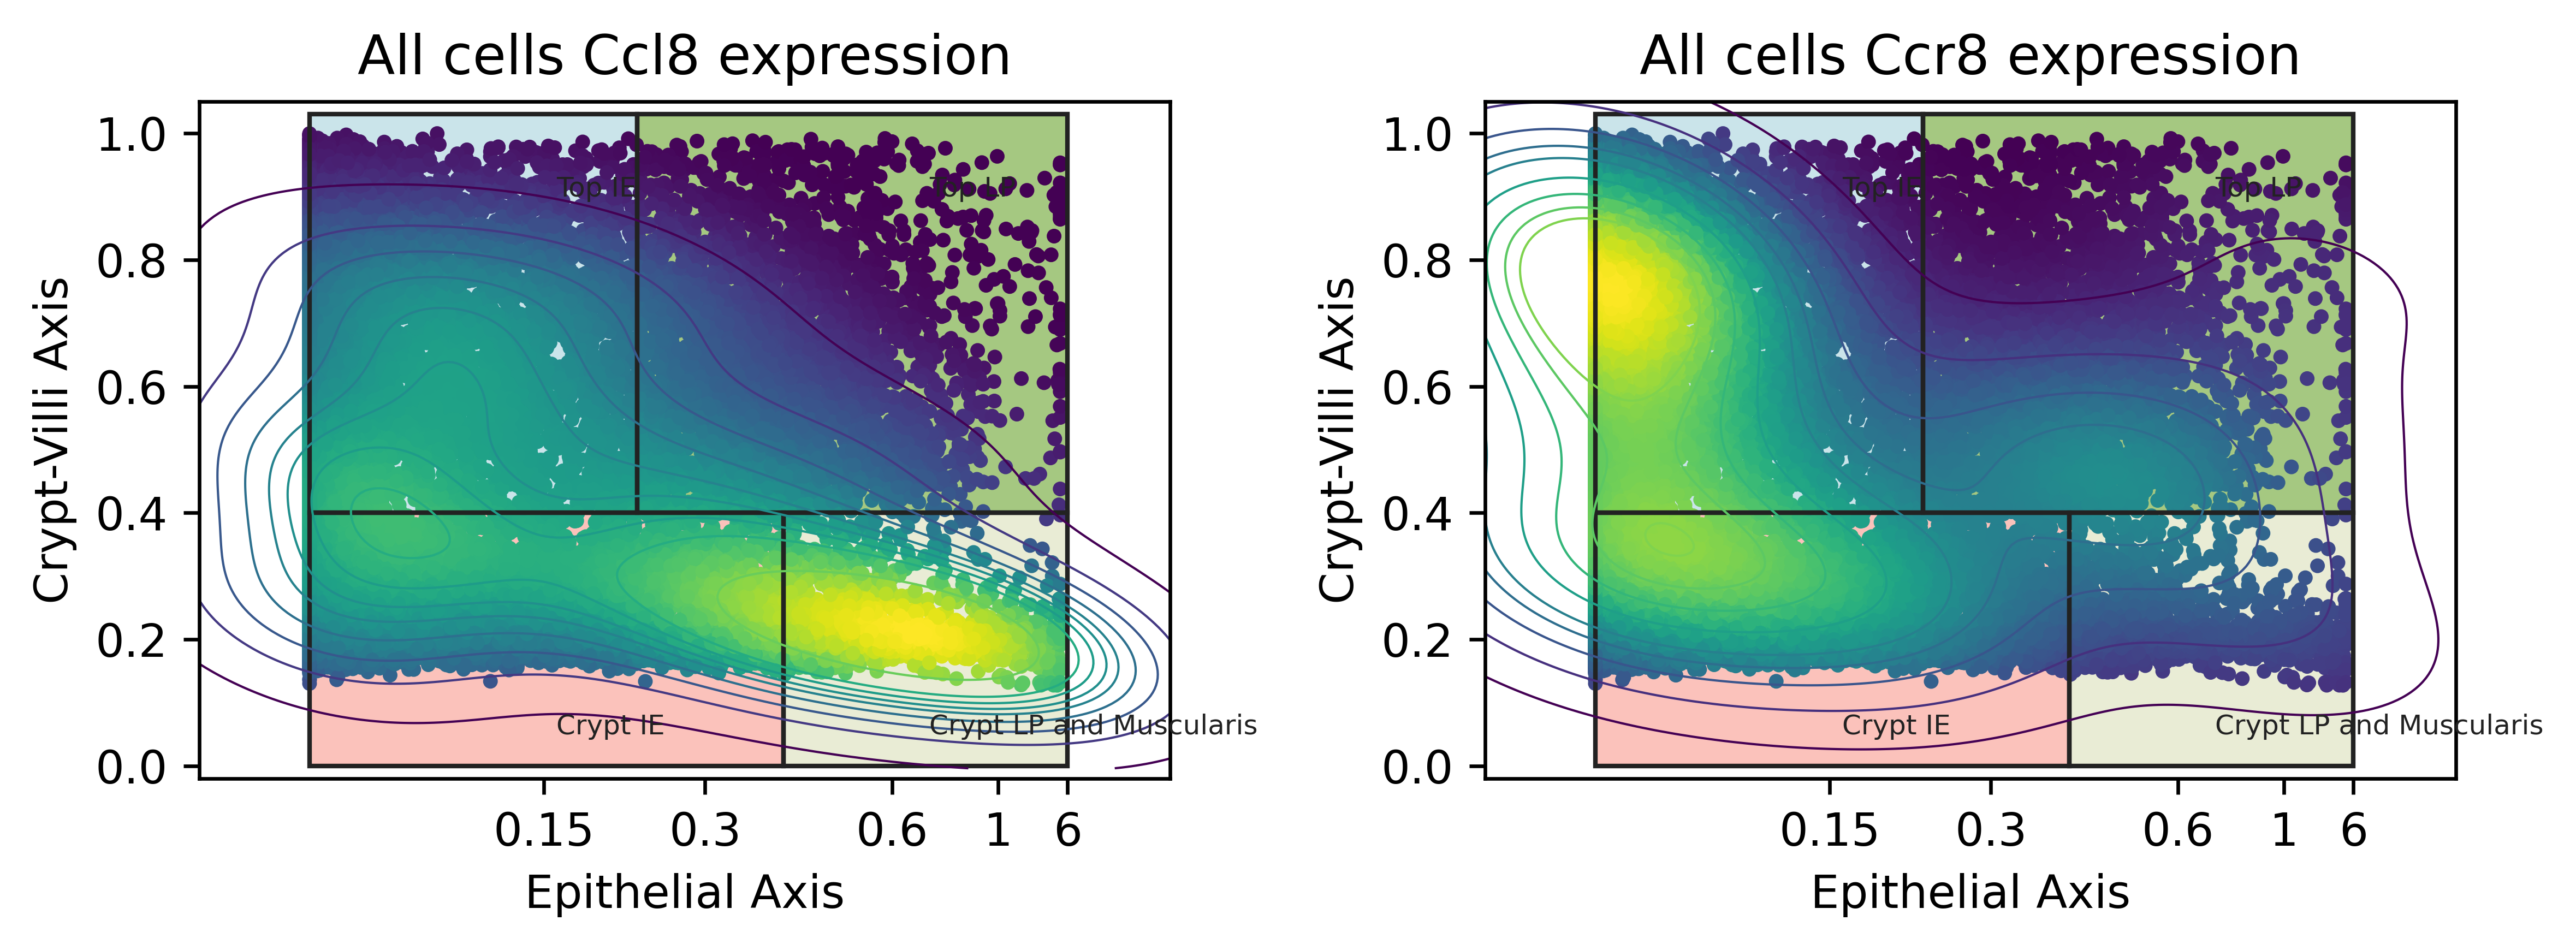 All cells Ccl8 expression
Crypt-Villi Axis
1.0
0.8
0.6
0.4
0.2
0.0
Top IE
Top LP
Crypt IE
Crypt LP and Muscularis
0.15 0.3 0.6 1 6
Epithelial Axis
All cells Ccr8 expression
Crypt-Villi Axis
1.0
0.8
0.6
0.4
0.2
0.0
Top IE
Top LP
Crypt IE
Crypt LP and Muscularis
0.15 0.3 0.6 1 6
Epithelial Axis